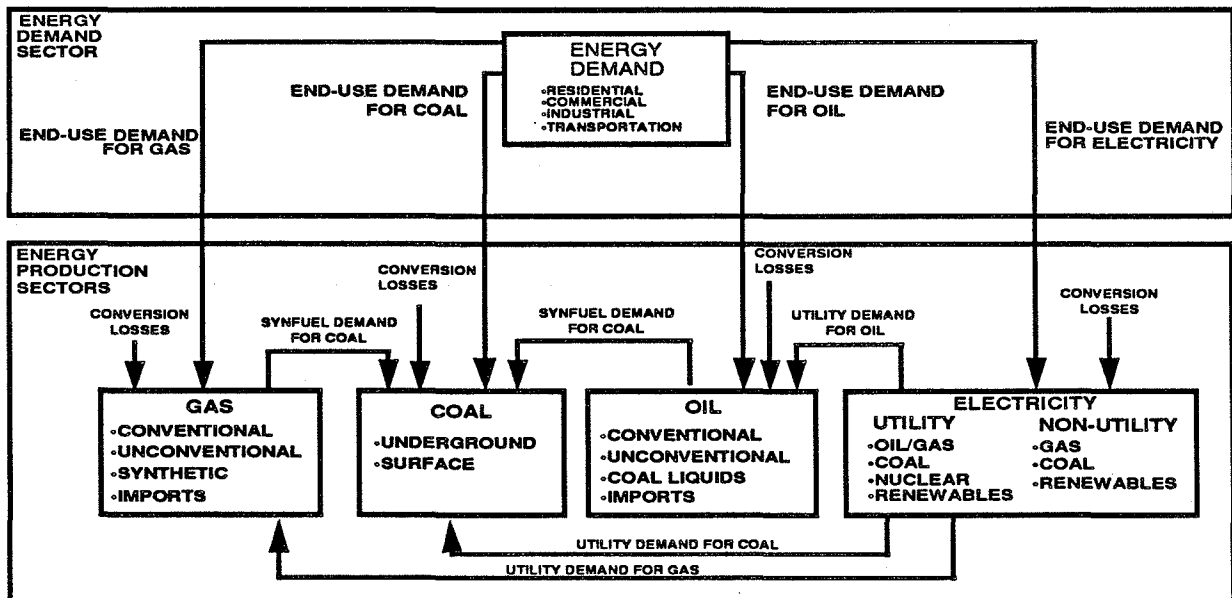 ENERGY
DEMAND
SECTOR
ENERGY
DEMAND
◦RESIDENTIAL
◦COMMERCIAL
◦INDUSTRIAL
◦TRANSPORTATION
END-USE DEMAND
FOR GAS
END-USE DEMAND
FOR COAL
END-USE DEMAND
FOR OIL
END-USE DEMAND
FOR ELECTRICITY
ENERGY
PRODUCTION
SECTORS
CONVERSION
LOSSES
SYNFUEL DEMAND
FOR COAL
CONVERSION
LOSSES
SYNFUEL DEMAND
FOR COAL
CONVERSION
LOSSES
UTILITY DEMAND
FOR OIL
CONVERSION
LOSSES
GAS
◦CONVENTIONAL
◦UNCONVENTIONAL
◦SYNTHETIC
◦IMPORTS
COAL
◦UNDERGROUND
◦SURFACE
OIL
◦CONVENTIONAL
◦UNCONVENTIONAL
◦COAL LIQUIDS
◦IMPORTS
ELECTRICITY
UTILITY
◦OIL/GAS
◦COAL
◦NUCLEAR
◦RENEWABLES
NON-UTILITY
◦GAS
◦COAL
◦RENEWABLES
UTILITY DEMAND FOR COAL
UTILITY DEMAND FOR GAS